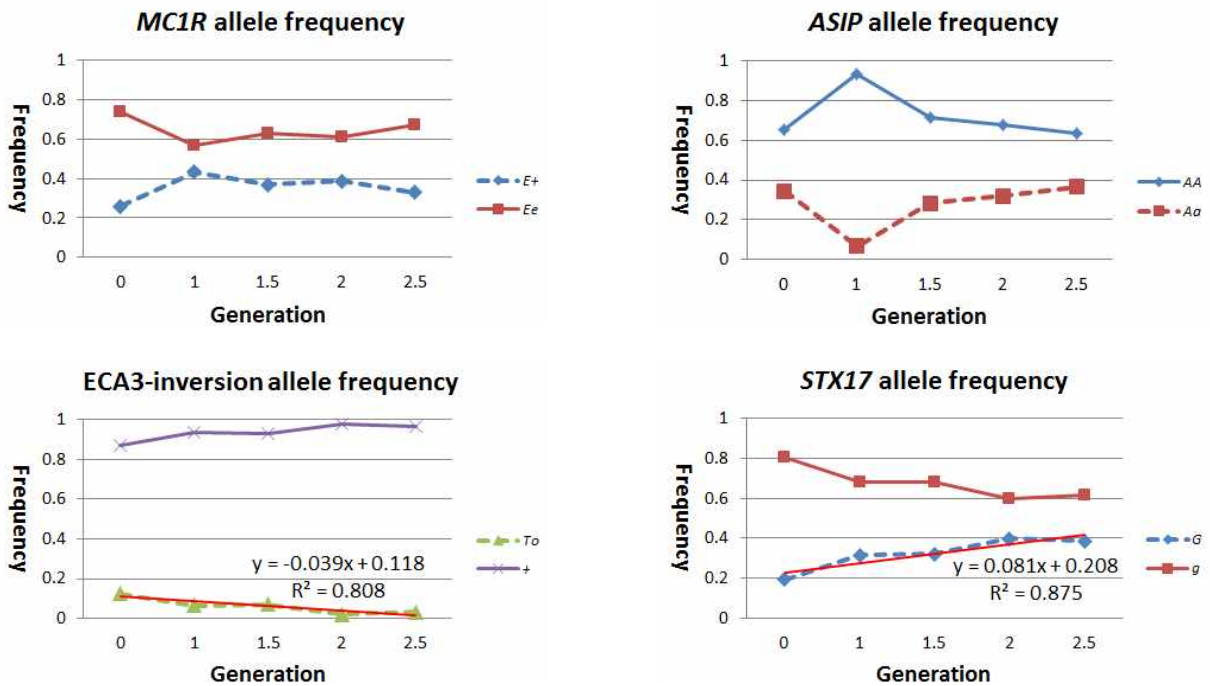 MC1R allele frequency
1
0.8
0.6
0.4
0.2
0
Frequency
0 1 1.5 2 2.5
Generation
E+
Ee
ASIP allele frequency
1
0.8
0.6
0.4
0.2
0
Frequency
0 1 1.5 2 2.5
Generation
AA
Aa
ECA3-inversion allele frequency
1
0.8
0.6
0.4
0.2
0
Frequency
y = -0.039x + 0.118
R² = 0.808
0 1 1.5 2 2.5
Generation
To
+
STX17 allele frequency
1
0.8
0.6
0.4
0.2
0
Frequency
y = 0.081x + 0.208
R² = 0.875
0 1 1.5 2 2.5
Generation
G
g